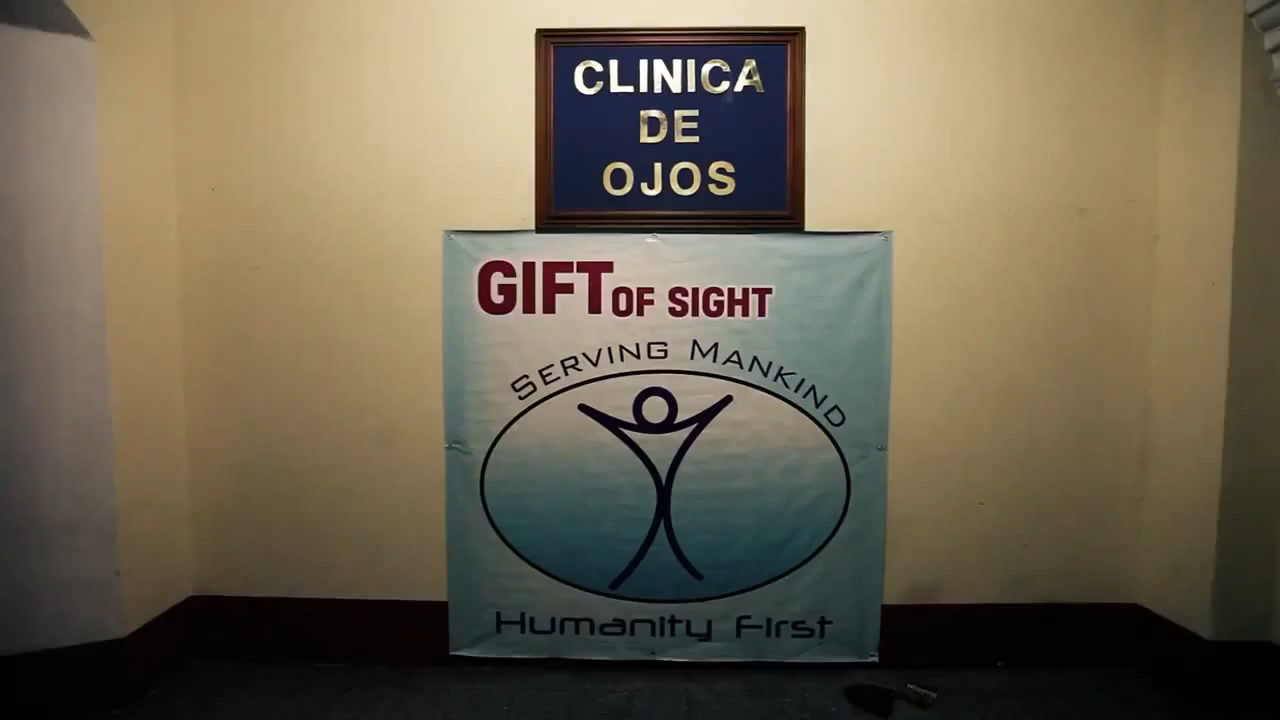 CLINICA
DE
OJOS
GIFT OF SIGHT
SERVING MANKIND
Humanity First